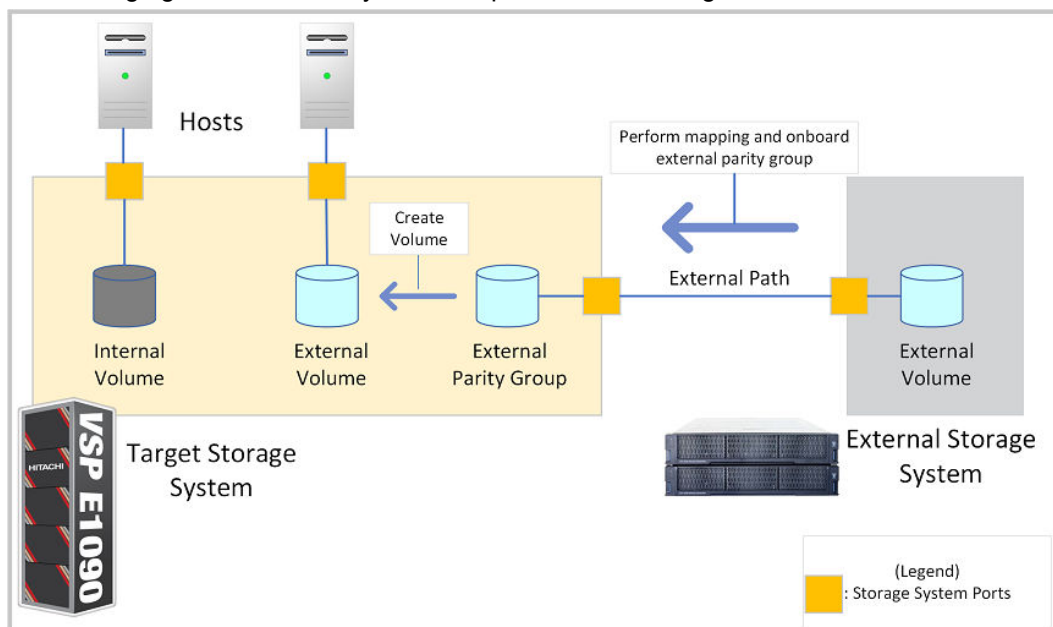 Hosts
Perform mapping and onboard
external parity group
Create
Volume
External Path
Internal
Volume
External
Volume
External
Parity Group
External
Volume
HITACHI
VSP E1090
Target Storage
System
External Storage
System
(Legend)
: Storage System Ports